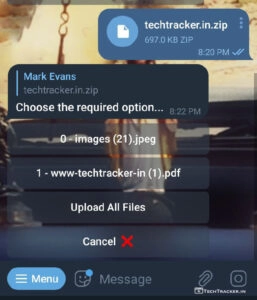 techtracker.in.zip
697.0 KB ZIP
8:20 PM
Mark Evans
techtracker.in.zip
Choose the required option... 8:22 PM
0 - images (21).jpeg
1 - www-techtracker-in (1).pdf
Upload All Files
Cancel ❌
Menu
Message
TECHTRACKER.IN